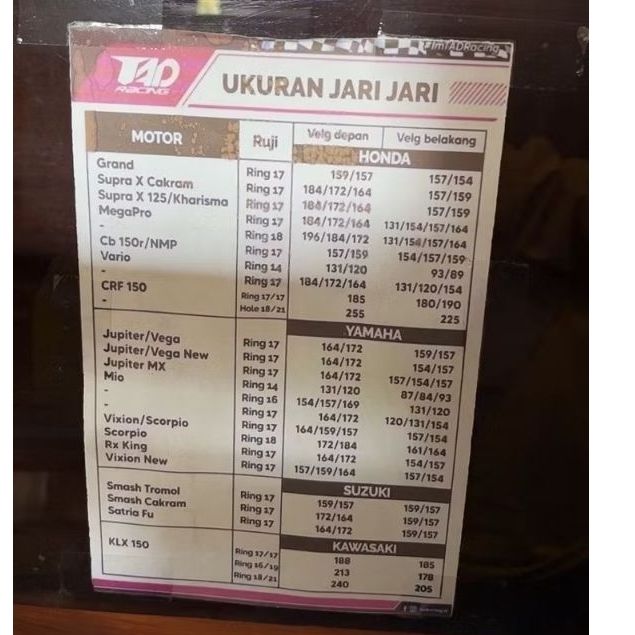 #ImTADRacing
TAD
RACING
UKURAN JARI JARI
MOTOR Ruji Velg depan Velg belakang
HONDA
Grand Ring 17 159/157 157/154
Supra X Cakram Ring 17 184/172/164 157/159
Supra X 125/Kharisma Ring 17 184/172/164 157/159
MegaPro Ring 17 184/172/164 131/154/157/164
- Ring 18 196/184/172 131/154/157/164
Cb 150r/NMP Ring 17 157/159 154/157/159
Vario Ring 14 131/120 93/89
- Ring 17 184/172/164 131/120/154
CRF 150 Ring 17/17 185 180/190
- Hole 18/21 255 225
YAMAHA
Jupiter/Vega Ring 17 164/172 159/157
Jupiter/Vega New Ring 17 164/172 154/157
Jupiter MX Ring 17 164/172 157/154/157
Mio Ring 14 131/120 87/84/93
- Ring 16 154/157/169 131/120
- Ring 17 164/172 120/131/154
Vixion/Scorpio Ring 17 164/159/157 157/154
Scorpio Ring 18 172/184 161/164
Rx King Ring 17 164/172 154/157
Vixion New Ring 17 157/159/164 157/154
SUZUKI
Smash Tromol Ring 17 159/157 159/157
Smash Cakram Ring 17 172/164 159/157
Satria Fu Ring 17 164/172 159/157
KAWASAKI
KLX 150 Ring 17/17 188 185
Ring 16/19 213 178
Ring 18/21 240 205